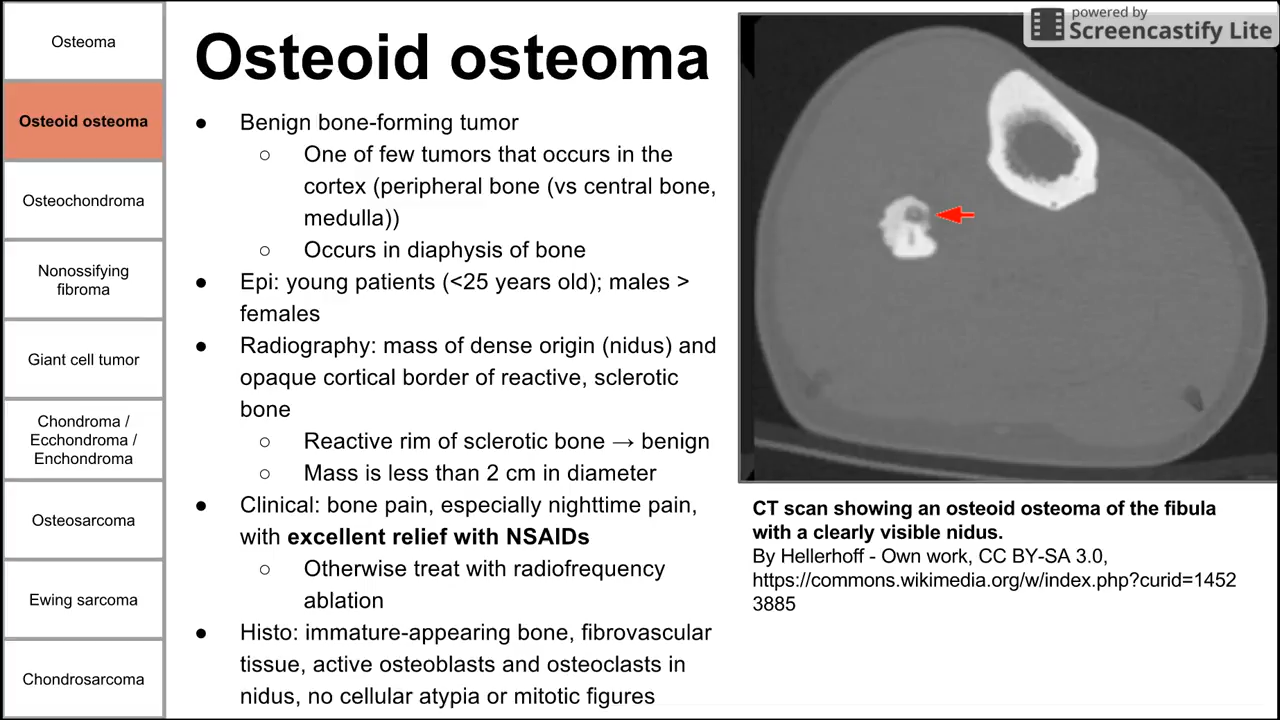 powered by
Screencastify Lite
Osteoma
Osteoid osteoma
Osteochondroma
Nonossifying
fibroma
Giant cell tumor
Chondroma /
Ecchondroma /
Enchondroma
Osteosarcoma
Ewing sarcoma
Chondrosarcoma
Osteoid osteoma
● Benign bone-forming tumor
○ One of few tumors that occurs in the
cortex (peripheral bone (vs central bone,
medulla))
○ Occurs in diaphysis of bone
● Epi: young patients (<25 years old); males >
females
● Radiography: mass of dense origin (nidus) and
opaque cortical border of reactive, sclerotic
bone
○ Reactive rim of sclerotic bone → benign
○ Mass is less than 2 cm in diameter
● Clinical: bone pain, especially nighttime pain,
with excellent relief with NSAIDs
○ Otherwise treat with radiofrequency
ablation
● Histo: immature-appearing bone, fibrovascular
tissue, active osteoblasts and osteoclasts in
nidus, no cellular atypia or mitotic figures
CT scan showing an osteoid osteoma of the fibula
with a clearly visible nidus.
By Hellerhoff - Own work, CC BY-SA 3.0,
https://commons.wikimedia.org/w/index.php?curid=1452
3885